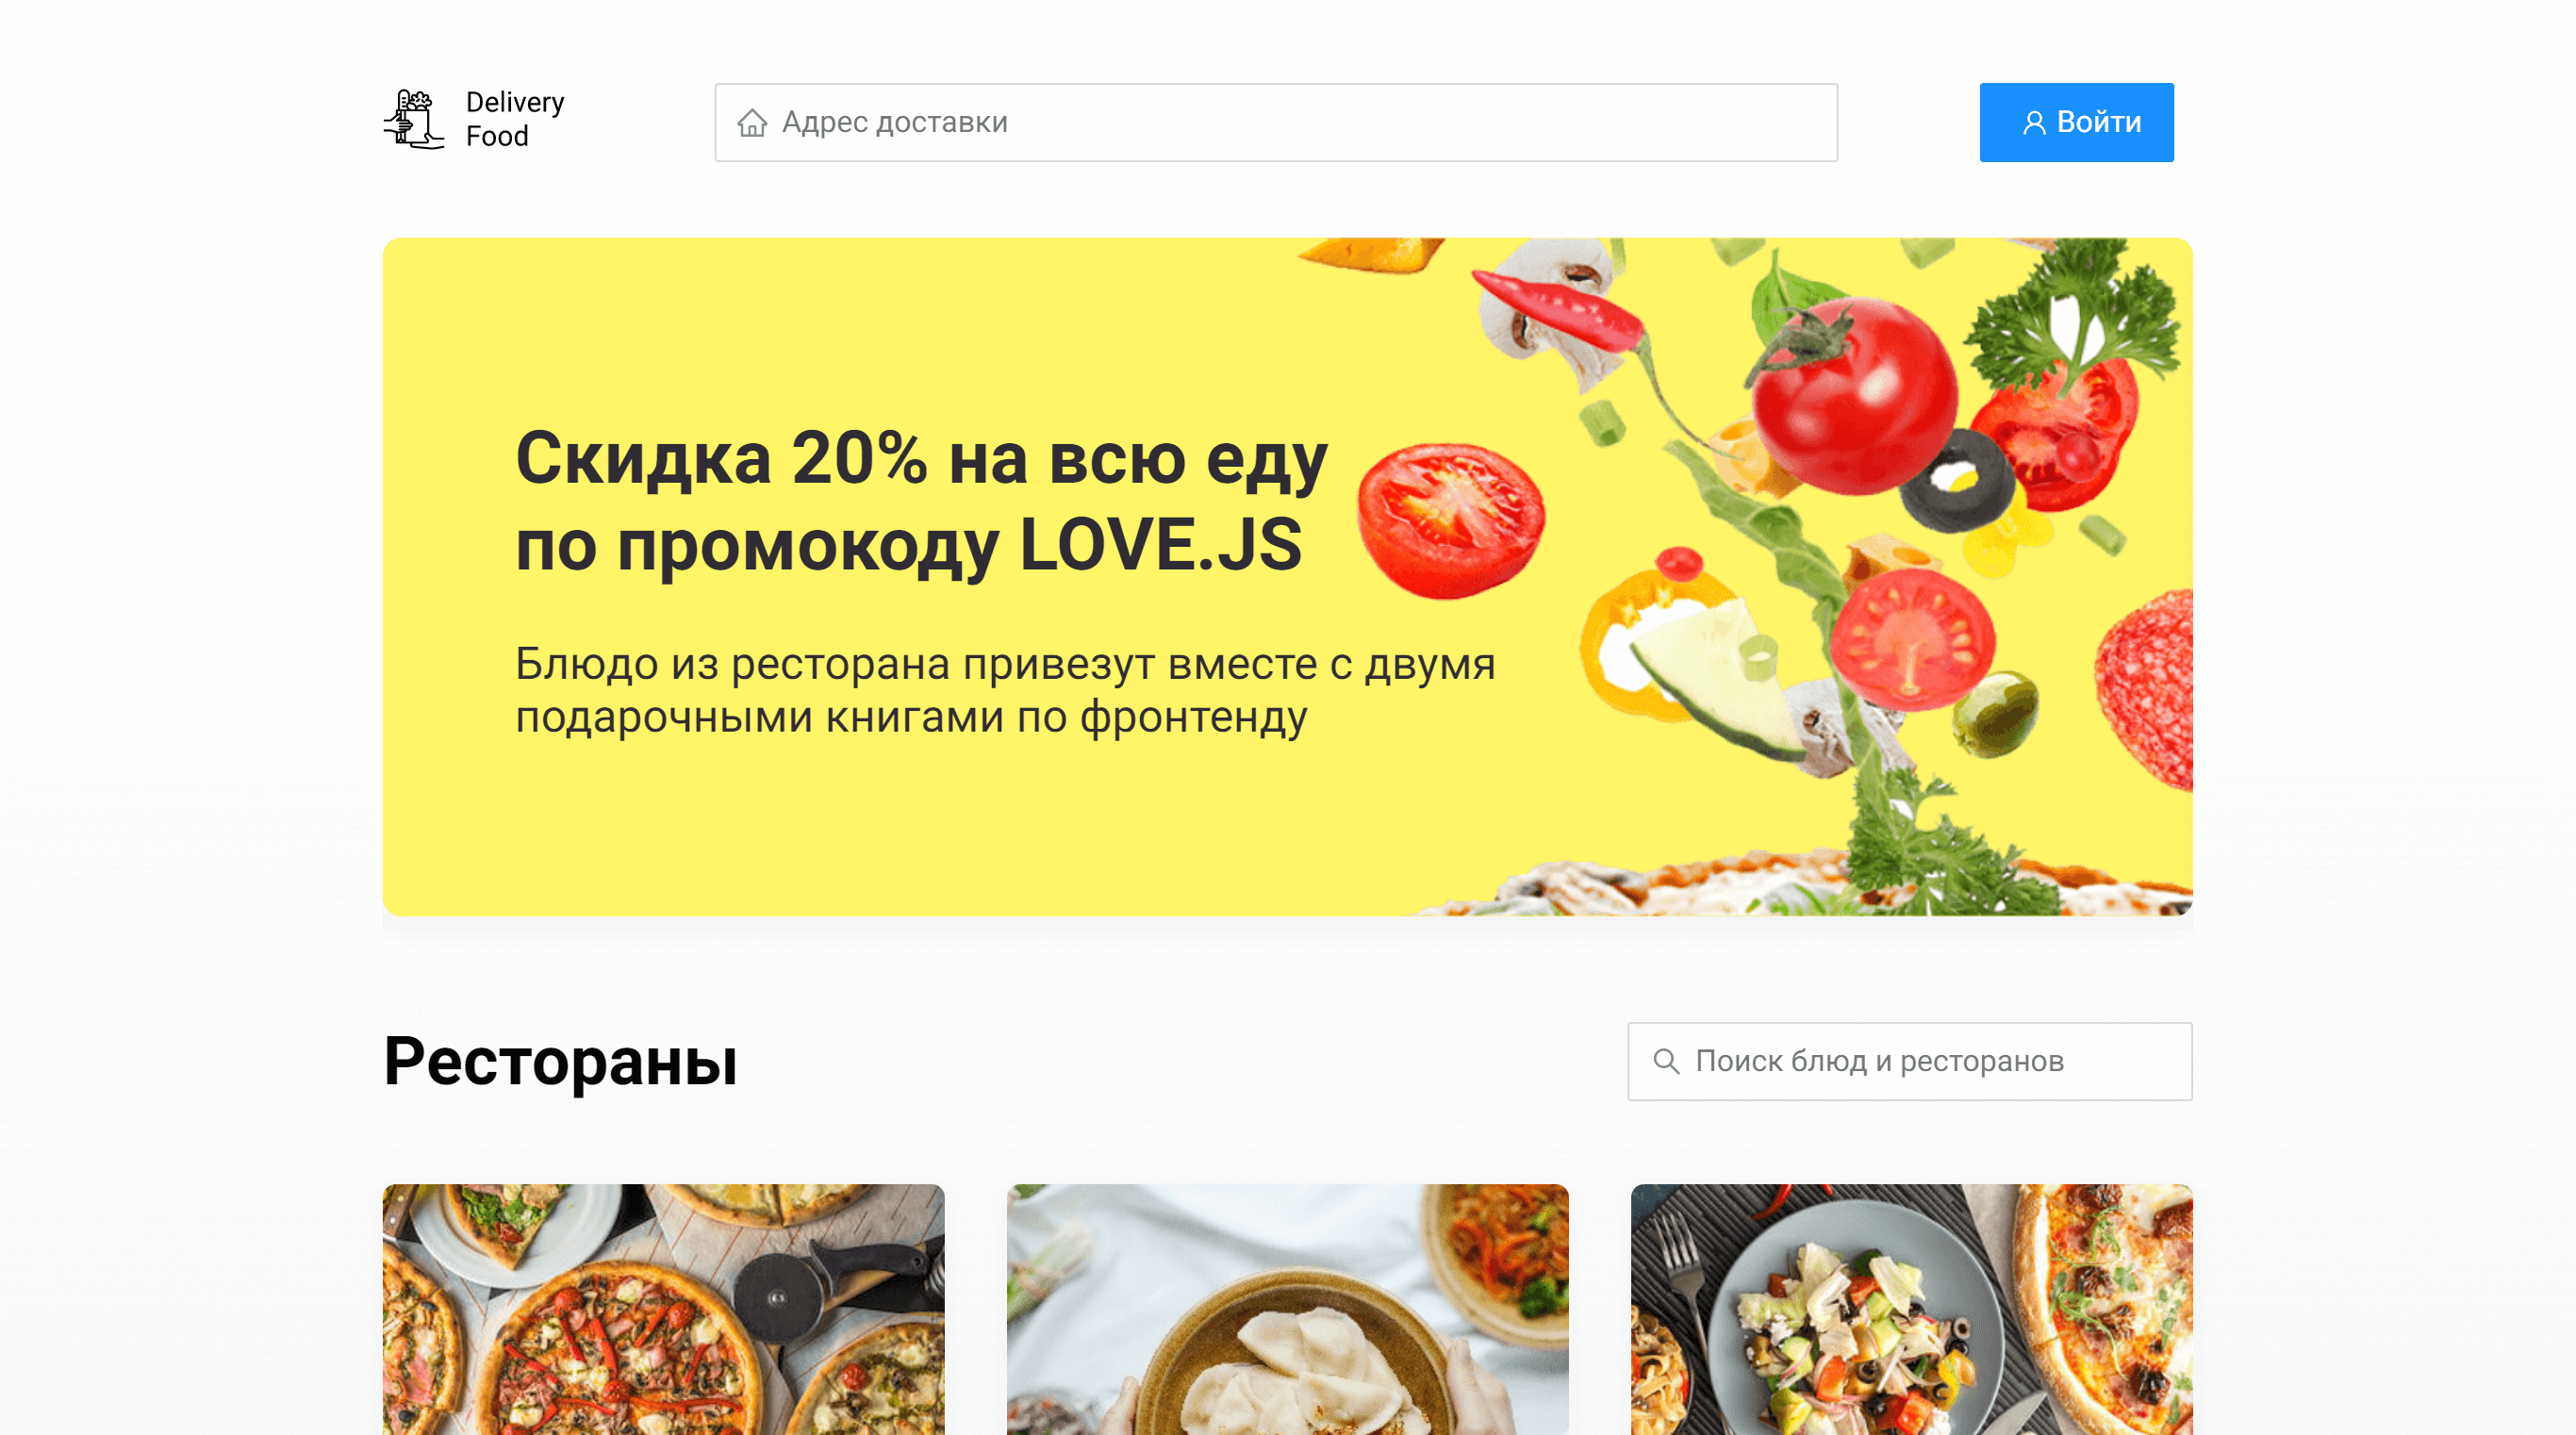 Delivery
Food
Адрес доставки
Войти
Скидка 20% на всю еду
по промокоду LOVE.JS
Блюдо из ресторана привезут вместе с двумя
подарочными книгами по фронтенду
Рестораны
Поиск блюд и ресторанов